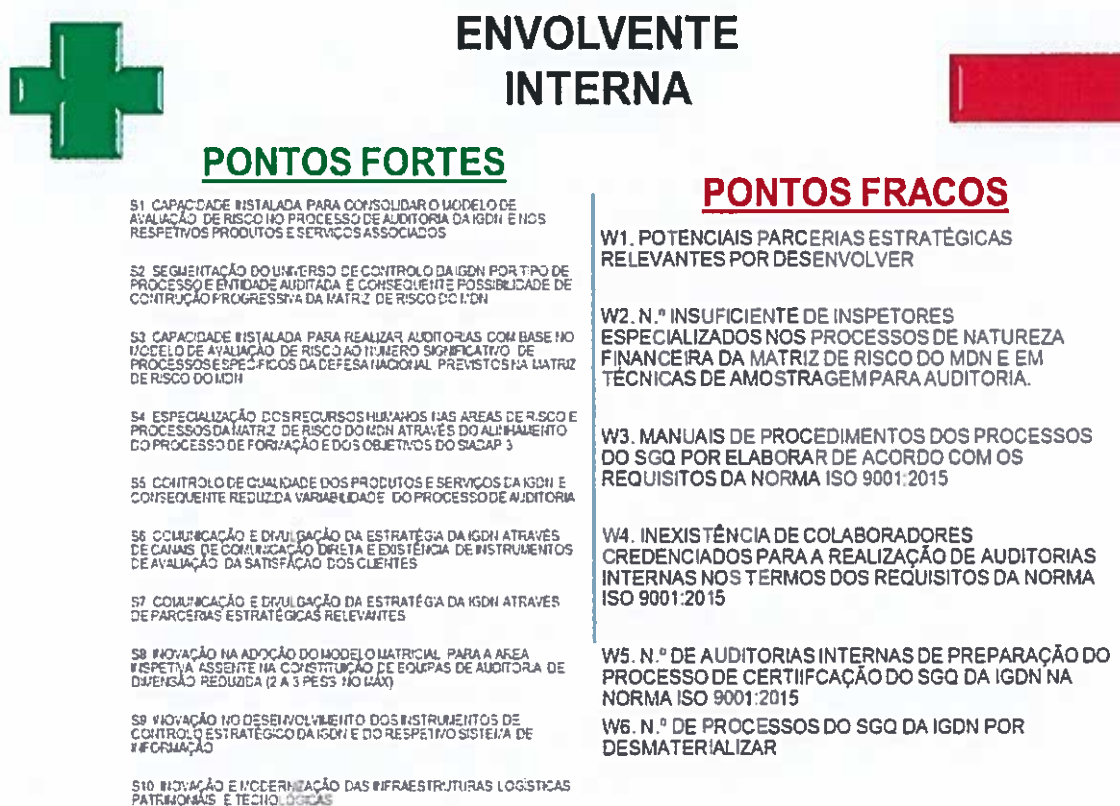 ENVOLVENTE
INTERNA
PONTOS FORTES
S1 CAPACIDADE INSTALADA PARA CONSOLIDAR O MODELO DE
AVALIAÇÃO DE RISCO NO PROCESSO DE AUDITORIA DA IGDN E NOS
RESPETIVOS PRODUTOS E SERVIÇOS ASSOCIADOS
S2 SEGMENTAÇÃO DO UNIVERSO DE CONTROLO DA IGDN POR TIPO DE
PROCESSO E ENTIDADE AUDITADA E CONSEQUENTE POSSIBILIDADE DE
CONTRUÇÃO PROGRESSIVA DA MATRIZ DE RISCO DO MDN
S3 CAPACIDADE INSTALADA PARA REALIZAR AUDITORIAS COM BASE NO
MODELO DE AVALIAÇÃO DE RISCO AO NUMERO SIGNIFICATIVO DE
PROCESSOS ESPECÍFICOS DA DEFESA NACIONAL PREVISTOS NA MATRIZ
DE RISCO DO MDN
S4 ESPECIALIZAÇÃO DOS RECURSOS HUMANOS NAS AREAS DE RISCO E
PROCESSOS DA MATRIZ DE RISCO DO MDN ATRAVÉS DO ALINHAMENTO
DO PROCESSO DE FORMAÇÃO E DOS OBJETIVOS DO SIADAP 3
S5 CONTROLO DE QUALIDADE DOS PRODUTOS E SERVIÇOS DA IGDN E
CONSEQUENTE REDUZIDA VARIABILIDADE DO PROCESSO DE AUDITORIA
S6 COMUNICAÇÃO E DIVULGAÇÃO DA ESTRATÉGIA DA IGDN ATRAVÉS
DE CANAIS DE COMUNICAÇÃO DIRETA E EXISTÊNCIA DE INSTRUMENTOS
DE AVALIAÇÃO DA SATISFAÇÃO DOS CLIENTES
S7 COMUNICAÇÃO E DIVULGAÇÃO DA ESTRATÉGIA DA IGDN ATRAVÉS
DE PARCERIAS ESTRATÉGICAS RELEVANTES
S8 INOVAÇÃO NA ADOÇÃO DO MODELO MATRICIAL PARA A AREA
INSPETIVA ASSENTE NA CONSTITUIÇÃO DE EQUIPAS DE AUDITORIA DE
DIMENSÃO REDUZIDA (2 A 3 PESS NO MAX)
S9 INOVAÇÃO NO DESENVOLVIMENTO DOS INSTRUMENTOS DE
CONTROLO ESTRATÉGICO DA IGDN E DO RESPETIVO SISTEMA DE
INFORMAÇÃO
S10 INOVAÇÃO E MODERNIZAÇÃO DAS INFRAESTRUTURAS LOGÍSTICAS
PATRIMONIAIS E TECNOLÓGICAS
PONTOS FRACOS
W1. POTENCIAIS PARCERIAS ESTRATÉGICAS
RELEVANTES POR DESENVOLVER
W2. N.º INSUFICIENTE DE INSPETORES
ESPECIALIZADOS NOS PROCESSOS DE NATUREZA
FINANCEIRA DA MATRIZ DE RISCO DO MDN E EM
TÉCNICAS DE AMOSTRAGEM PARA AUDITORIA.
W3. MANUAIS DE PROCEDIMENTOS DOS PROCESSOS
DO SGQ POR ELABORAR DE ACORDO COM OS
REQUISITOS DA NORMA ISO 9001:2015
W4. INEXISTÊNCIA DE COLABORADORES
CREDENCIADOS PARA A REALIZAÇÃO DE AUDITORIAS
INTERNAS NOS TERMOS DOS REQUISITOS DA NORMA
ISO 9001:2015
W5. N.º DE AUDITORIAS INTERNAS DE PREPARAÇÃO DO
PROCESSO DE CERTIIFCAÇÃO DO SGQ DA IGDN NA
NORMA ISO 9001:2015
W6. N.º DE PROCESSOS DO SGQ DA IGDN POR
DESMATERIALIZAR